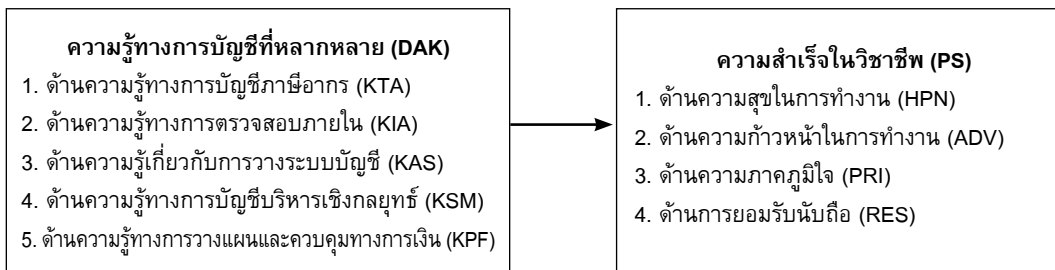 ความรู้ทางการบัญชีที่หลากหลาย (DAK)
1. ด้านความรู้ทางการบัญชีภาษีอากร (KTA)
2. ด้านความรู้ทางการตรวจสอบภายใน (KIA)
3. ด้านความรู้เกี่ยวกับการวางระบบบัญชี (KAS)
4. ด้านความรู้ทางการบัญชีบริหารเชิงกลยุทธ์ (KSM)
5. ด้านความรู้ทางการวางแผนและควบคุมทางการเงิน (KPF)
ความสำเร็จในวิชาชีพ (PS)
1. ด้านความสุขในการทำงาน (HPN)
2. ด้านความก้าวหน้าในการทำงาน (ADV)
3. ด้านความภาคภูมิใจ (PRI)
4. ด้านการยอมรับนับถือ (RES)